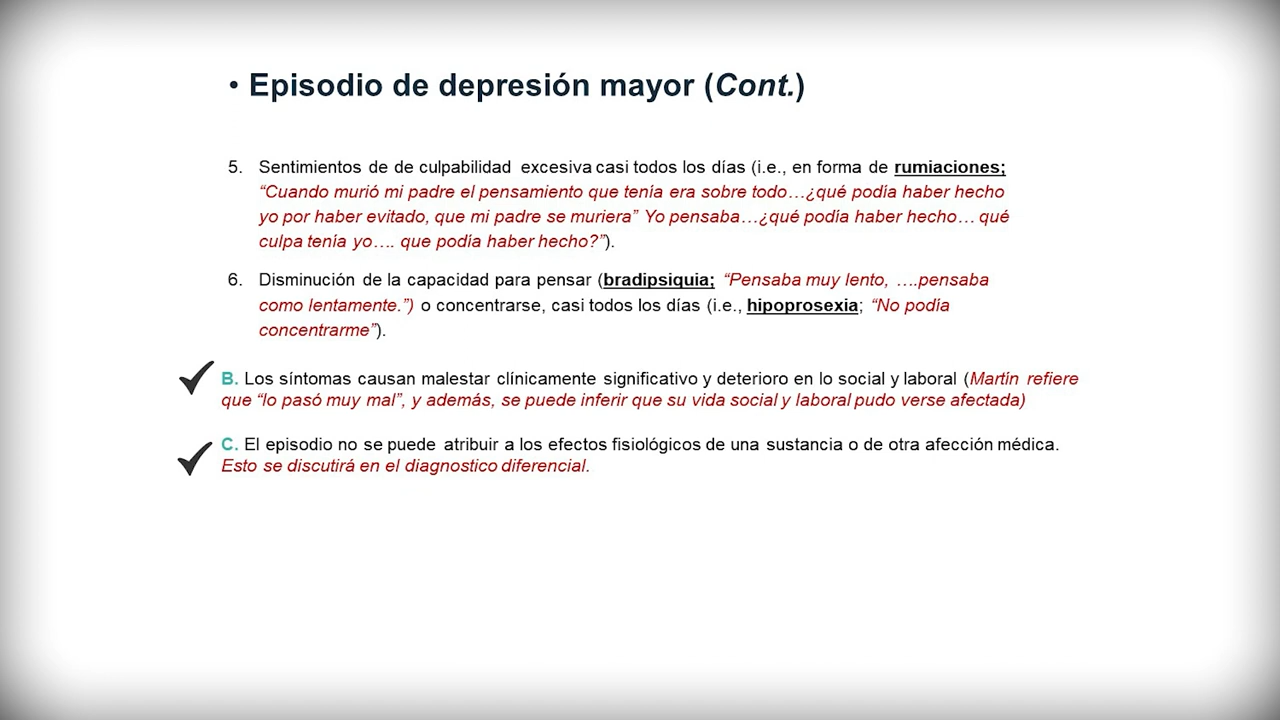 • Episodio de depresión mayor (Cont.)
5. Sentimientos de de culpabilidad excesiva casi todos los días (i.e., en forma de rumiaciones;
“Cuando murió mi padre el pensamiento que tenía era sobre todo…¿qué podía haber hecho
yo por haber evitado, que mi padre se muriera” Yo pensaba…¿qué podía haber hecho… qué
culpa tenía yo…. que podía haber hecho?”).
6. Disminución de la capacidad para pensar (bradipsiquia; “Pensaba muy lento, ….pensaba
como lentamente.”) o concentrarse, casi todos los días (i.e., hipoprosexia; “No podía
concentrarme”).
B. Los síntomas causan malestar clínicamente significativo y deterioro en lo social y laboral (Martín refiere
que “lo pasó muy mal”, y además, se puede inferir que su vida social y laboral pudo verse afectada)
C. El episodio no se puede atribuir a los efectos fisiológicos de una sustancia o de otra afección médica.
Esto se discutirá en el diagnostico diferencial.